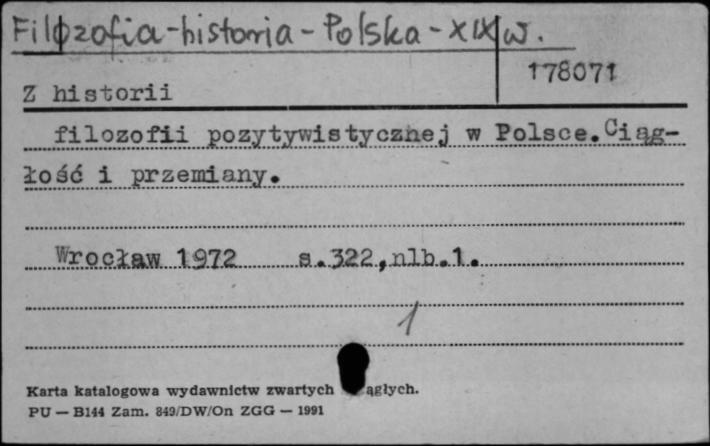 Filozofia-historia-Polska-XIX w.
178071
Z historii
filozofii pozytywistycznej w Polsce.Ciąg-
łość i przemiany.
Wrocław 1972 s.322,nlb.1.
1
Karta katalogowa wydawnictw zwartych ągłych.
PU — B144 Zam. 849/DW/On ZGG — 1991